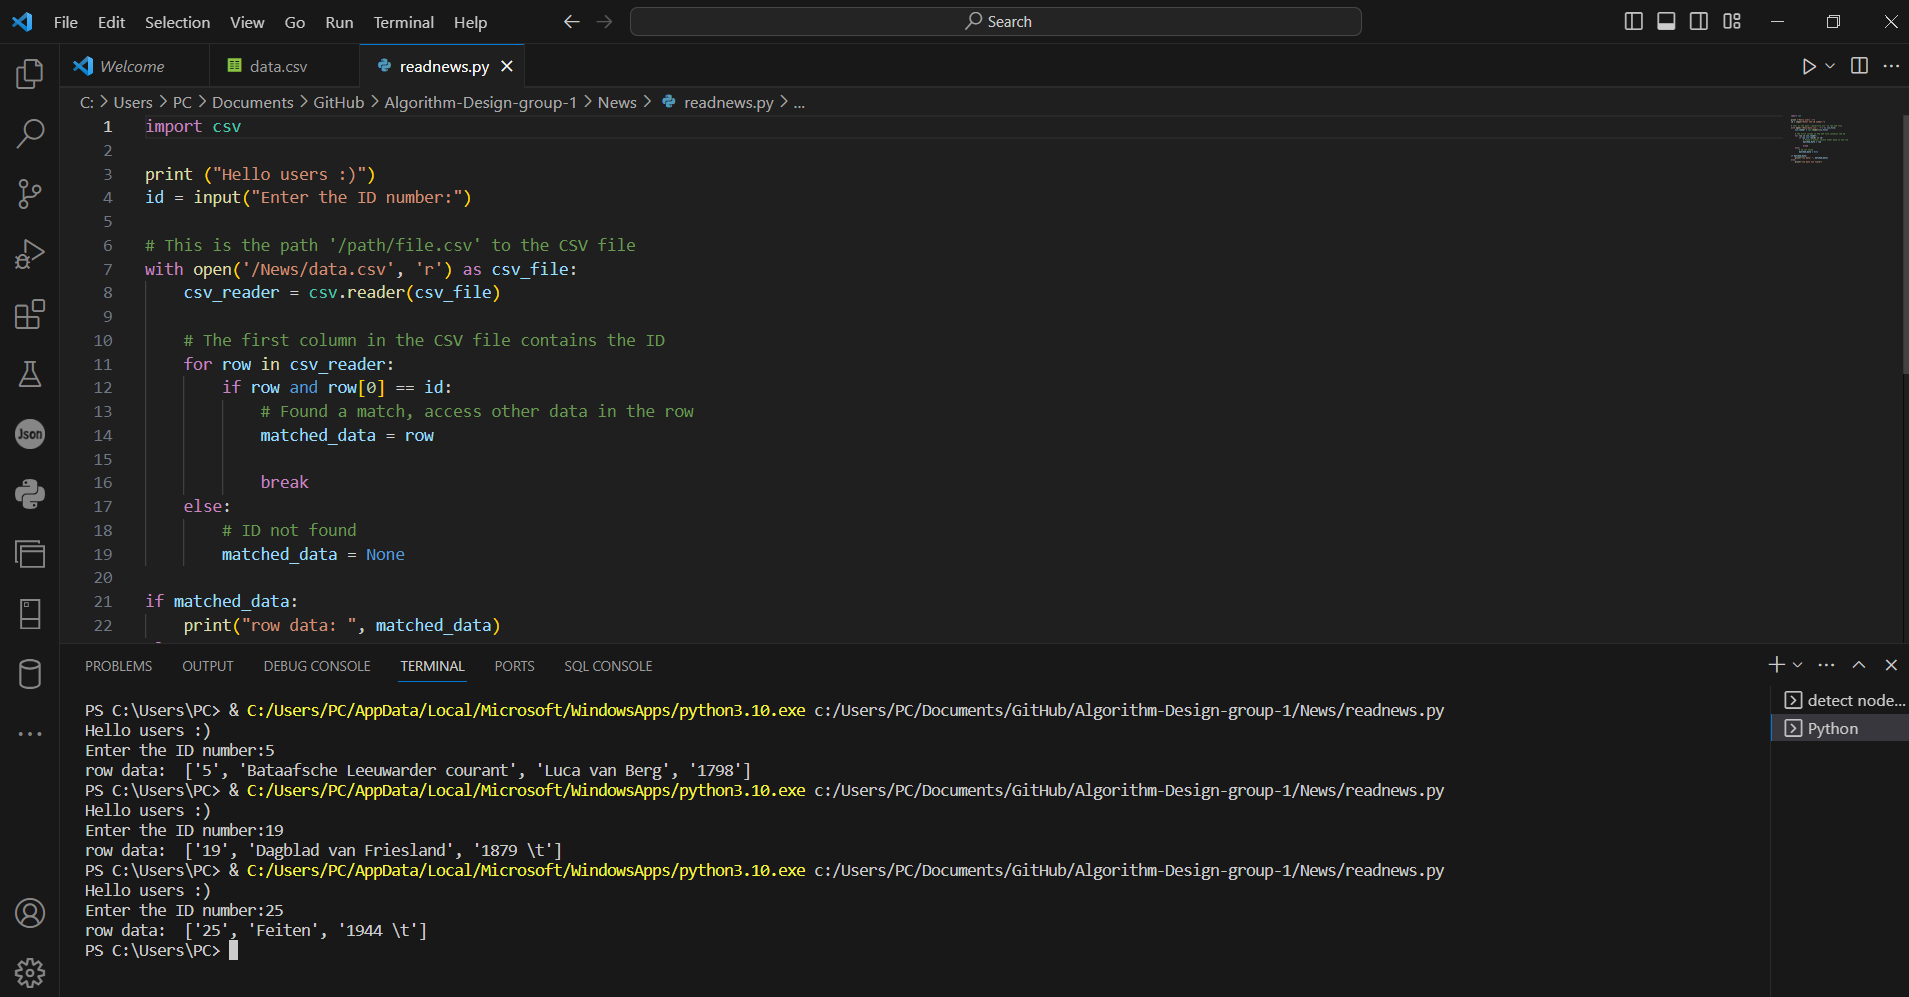 File Edit Selection View Go Run Terminal Help
Search
Welcome data.csv readnews.py
C: > Users > PC > Documents > GitHub > Algorithm-Design-group-1 > News > readnews.py > ...
1 import csv
2
3 print ("Hello users :)")
4 id = input("Enter the ID number:")
5
6 # This is the path '/path/file.csv' to the CSV file
7 with open('/News/data.csv', 'r') as csv_file:
8 csv_reader = csv.reader(csv_file)
9
10 # The first column in the CSV file contains the ID
11 for row in csv_reader:
12 if row and row[0] == id:
13 # Found a match, access other data in the row
14 matched_data = row
15
16 break
17 else:
18 # ID not found
19 matched_data = None
20
21 if matched_data:
22 print("row data: ", matched_data)
Json
PROBLEMS OUTPUT DEBUG CONSOLE TERMINAL PORTS SQL CONSOLE
PS C:\Users\PC> & C:/Users/PC/AppData/Local/Microsoft/WindowsApps/python3.10.exe c:/Users/PC/Documents/GitHub/Algorithm-Design-group-1/News/readnews.py
Hello users :)
Enter the ID number:5
row data:  ['5', 'Bataafsche Leeuwarder courant', 'Luca van Berg', '1798']
PS C:\Users\PC> & C:/Users/PC/AppData/Local/Microsoft/WindowsApps/python3.10.exe c:/Users/PC/Documents/GitHub/Algorithm-Design-group-1/News/readnews.py
Hello users :)
Enter the ID number:19
row data:  ['19', 'Dagblad van Friesland', '1879 \t']
PS C:\Users\PC> & C:/Users/PC/AppData/Local/Microsoft/WindowsApps/python3.10.exe c:/Users/PC/Documents/GitHub/Algorithm-Design-group-1/News/readnews.py
Hello users :)
Enter the ID number:25
row data:  ['25', 'Feiten', '1944 \t']
PS C:\Users\PC>
detect node...
Python